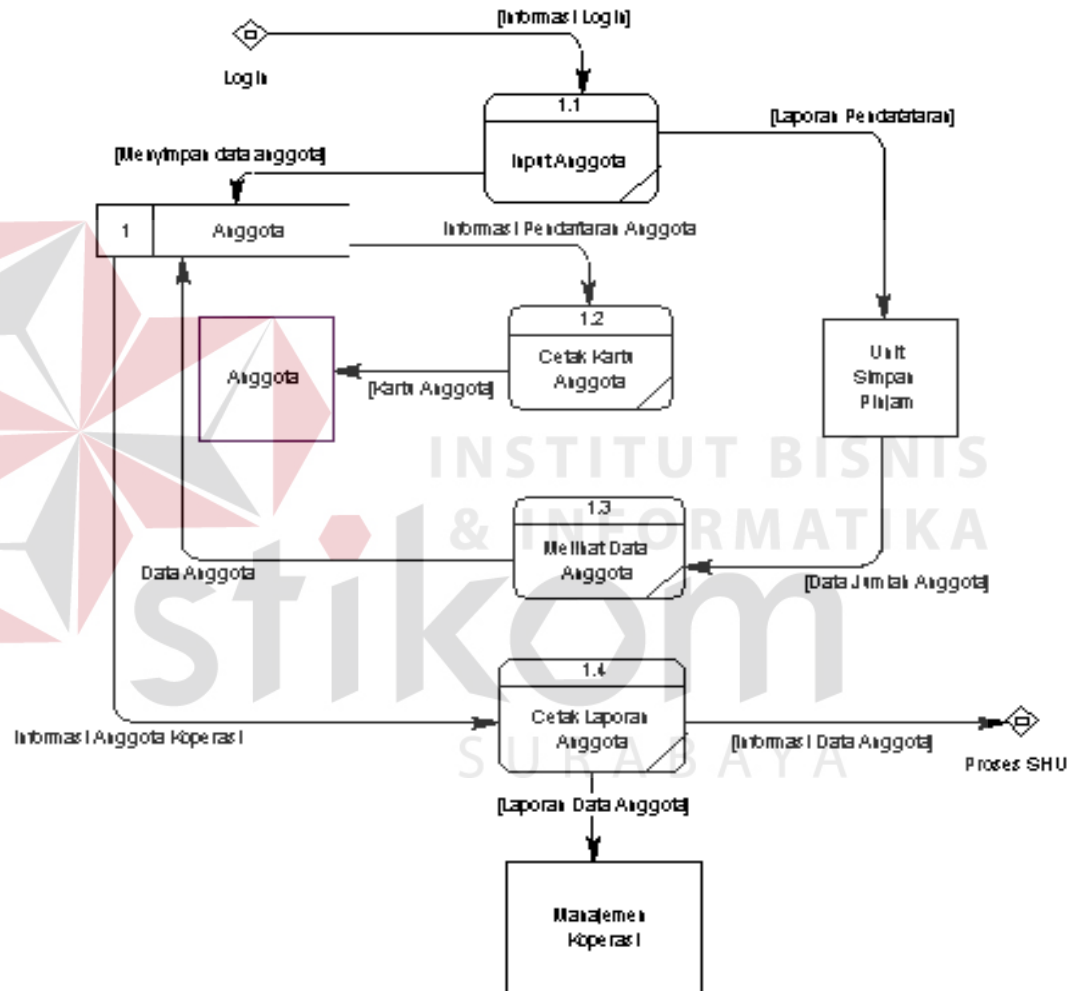 [Informasi Login]
Login
1.1
Input Anggota
[Laporan Pendafataran]
[Menyimpan data anggota]
1
Anggota
Informasi Pendaftaran Anggota
1.2
Cetak Kartu
Anggota
Anggota
[Kartu Anggota]
Unit
Simpan
Pinjam
INSTITUT BISNIS
& INFORMATIKA
1.3
Melihat Data
Anggota
Data Anggota
[Data Jumlah Anggota]
stikom
1.4
Cetak Laporan
Anggota
Informasi Anggota Koperasi
[Informasi Data Anggota]
SURABAYA
Proses SHU
[Laporan Data Anggota]
Manajemen
Koperasi